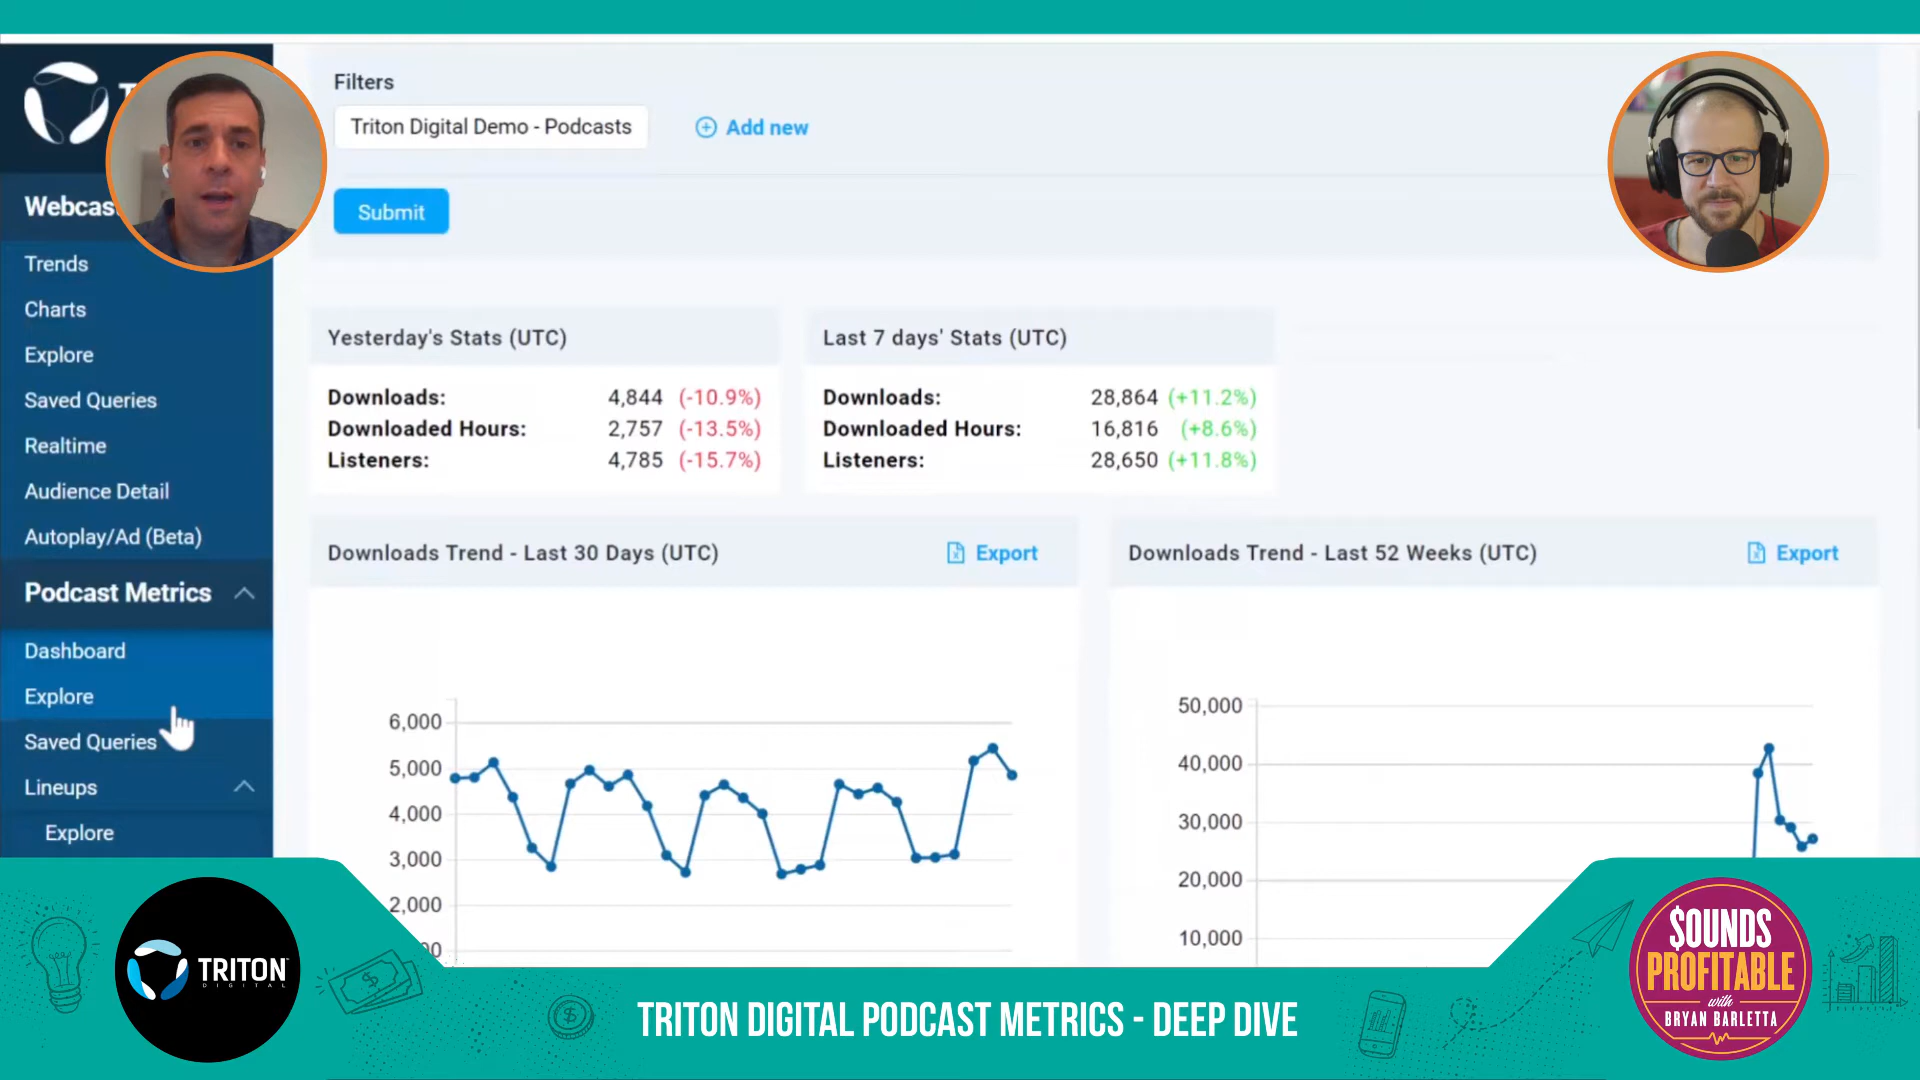 Filters
Triton Digital Demo - Podcasts
Add new
Submit
Trends
Charts
Explore
Saved Queries
Realtime
Audience Detail
Autoplay/Ad (Beta)
Podcast Metrics
Dashboard
Explore
Saved Queries
Lineups
Explore
Yesterday's Stats (UTC)
Downloads: 4,844 (-10.9%)
Downloaded Hours: 2,757 (-13.5%)
Listeners: 4,785 (-15.7%)
Last 7 days' Stats (UTC)
Downloads: 28,864 (+11.2%)
Downloaded Hours: 16,816 (+8.6%)
Listeners: 28,650 (+11.8%)
Downloads Trend - Last 30 Days (UTC)
Export
6,000
5,000
4,000
3,000
2,000
Downloads Trend - Last 52 Weeks (UTC)
Export
50,000
40,000
30,000
20,000
10,000
TRITON
DIGITAL
TRITON DIGITAL PODCAST METRICS - DEEP DIVE
$OUNDS
PROFITABLE
with
BRYAN BARLETTA